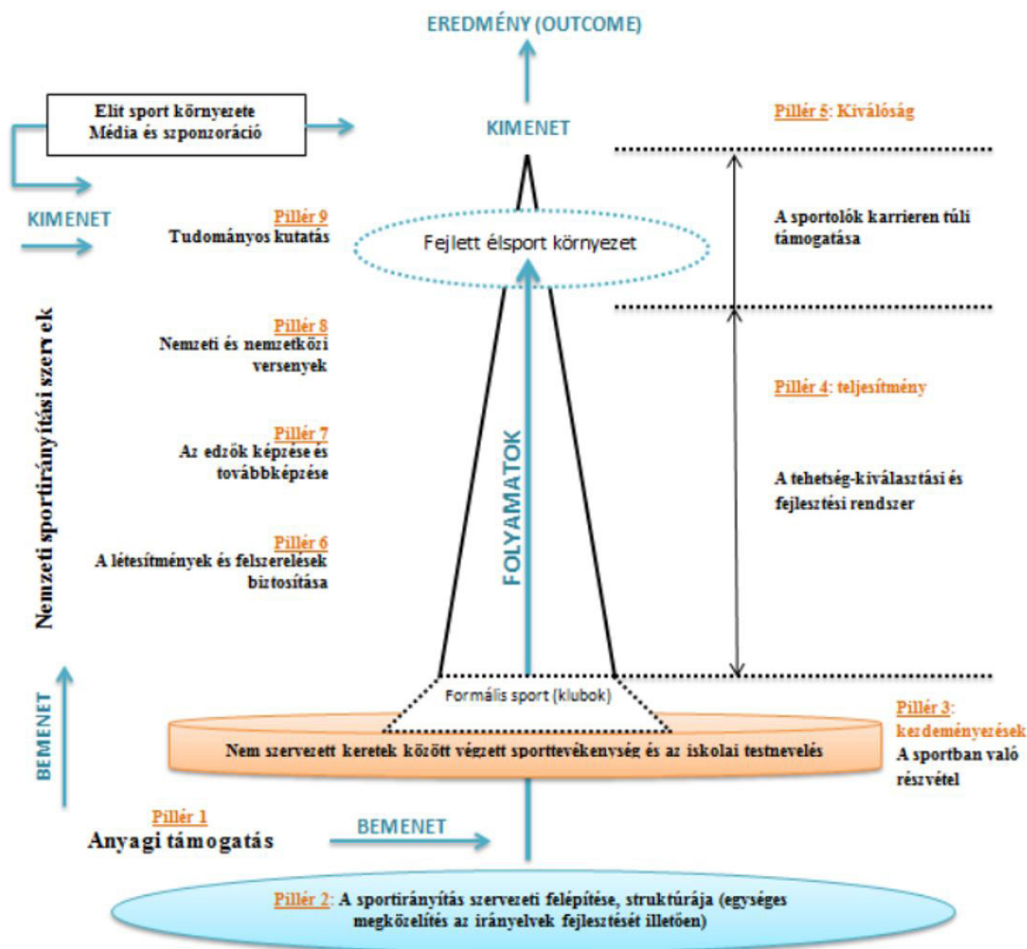 EREDMÉNY (OUTCOME)
Elit sport környezete
Média és szponzoráció
KIMENET
Pillér 5: Kiválóság
KIMENET
Pillér 9
Tudományos kutatás
Fejlett élsport környezet
A sportolók karrieren túli
támogatása
Nemzeti sportirányítási szervek
Pillér 8
Nemzeti és nemzetközi
versenyek
Pillér 4: teljesítmény
Pillér 7
Az edzők képzése és
továbbképzése
FOLYAMATOK
A tehetség-kiválasztási és
fejlesztési rendszer
Pillér 6
A létesítmények és felszerelések
biztosítása
BEMENET
Formális sport (klubok)
Nem szervezett keretek között végzett sporttevékenység és az iskolai testnevelés
Pillér 3:
kezdeményezések
A sportban való
részvétel
Pillér 1
Anyagi támogatás
BEMENET
Pillér 2: A sportirányítás szervezeti felépítése, struktúrája (egységes
megközelítés az irányelvek fejlesztését illetően)